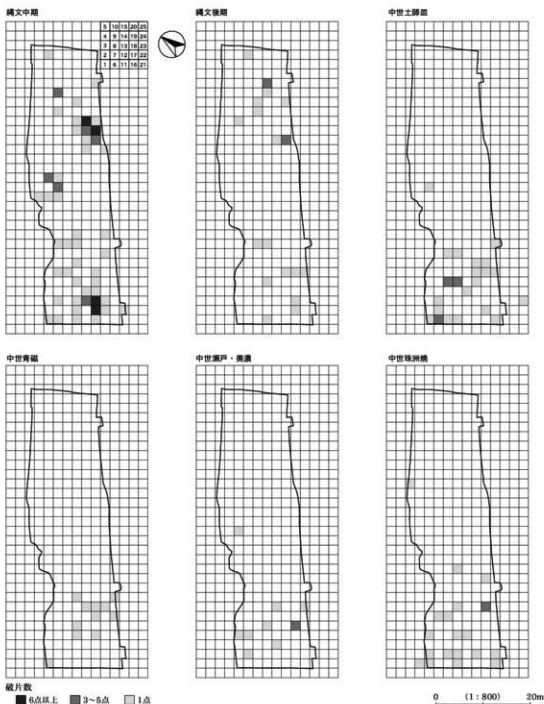 縄文中期
縄文後期
中世土師皿
5 10 15 20 25
4 9 14 19 24
3 8 13 18 23
2 7 12 17 22
1 6 11 16 21
中世青磁
中世瀬戸・美濃
中世珠洲焼
破片数
6点以上 3～5点 1点
0 (1：800) 20m